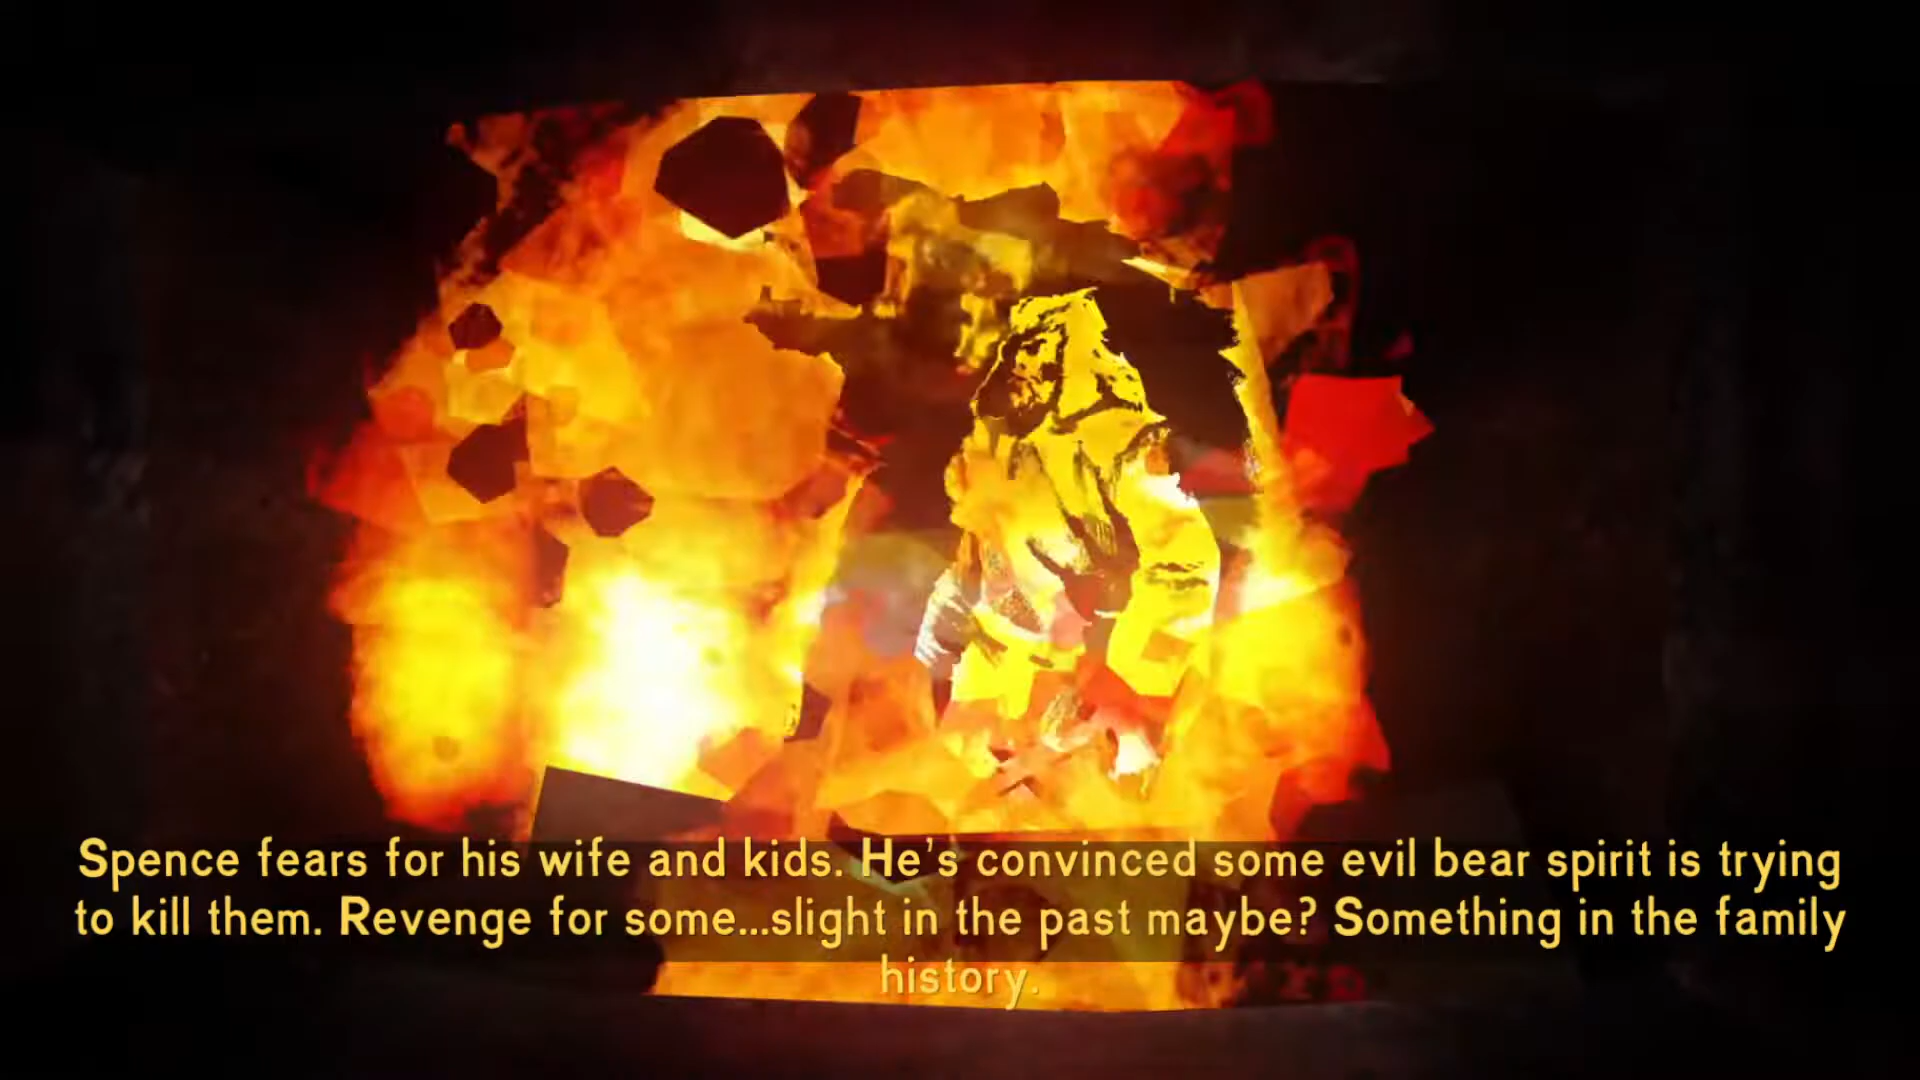 Spence fears for his wife and kids. He's convinced some evil bear spirit is trying
to kill them. Revenge for some...slight in the past maybe? Something in the family
history.